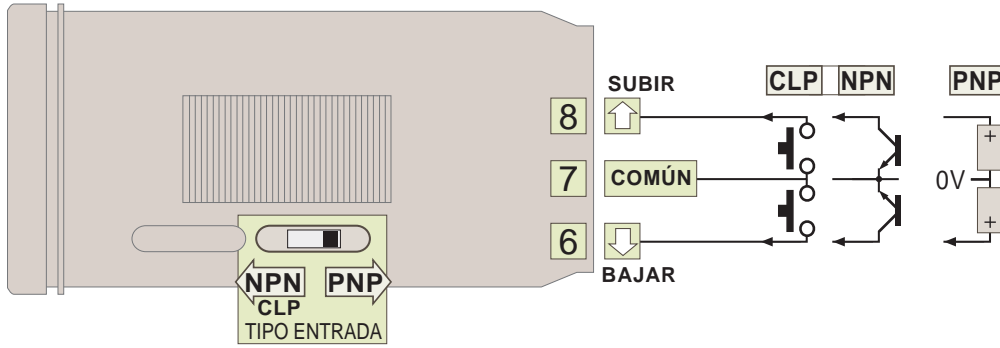 SUBIR
CLP NPN PNP
8
7 COMÚN 0V
+
+
6
BAJAR
NPN PNP
CLP
TIPO ENTRADA